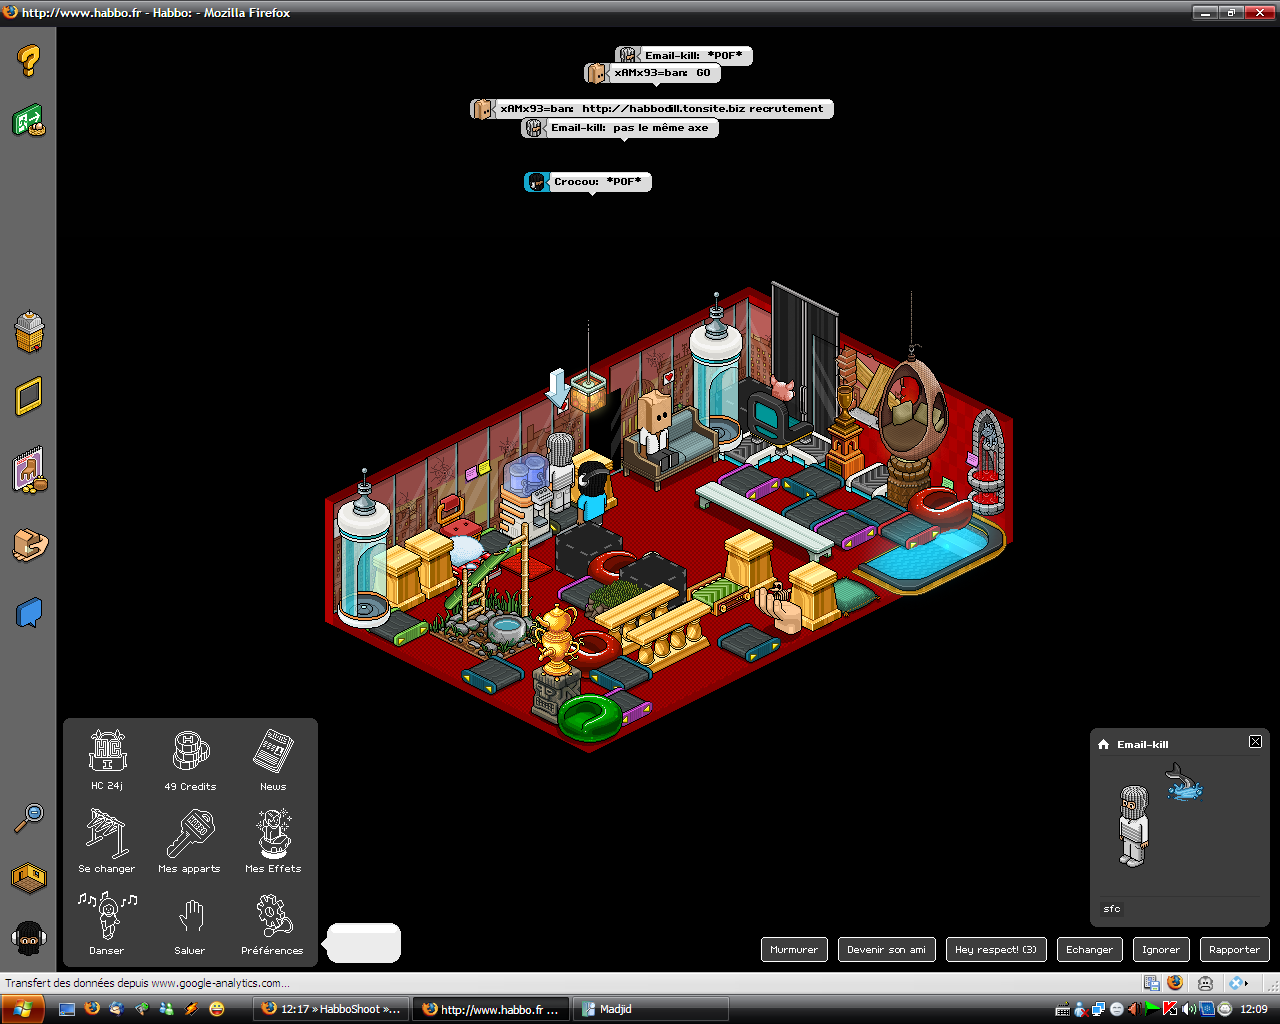 http://www.habbo.fr - Habbo: - Mozilla Firefox
Email-kill: *POF*
xAMx93=ban: GO
xAMx93=ban: http://habbodill.tonsite.biz recrutement
Email-kill: pas le même axe
Crocou: *POF*
HC 24j
49 Credits
News
Se changer
Mes apparts
Mes Effets
Danser
Saluer
Préférences
Email-kill
sfc
Murmurer
Devenir son ami
Hey respect! (3)
Echanger
Ignorer
Rapporter
Transfert des données depuis www.google-analytics.com...
12:17 » HabboShoot »...
http://www.habbo.fr ...
Madjid
12:09